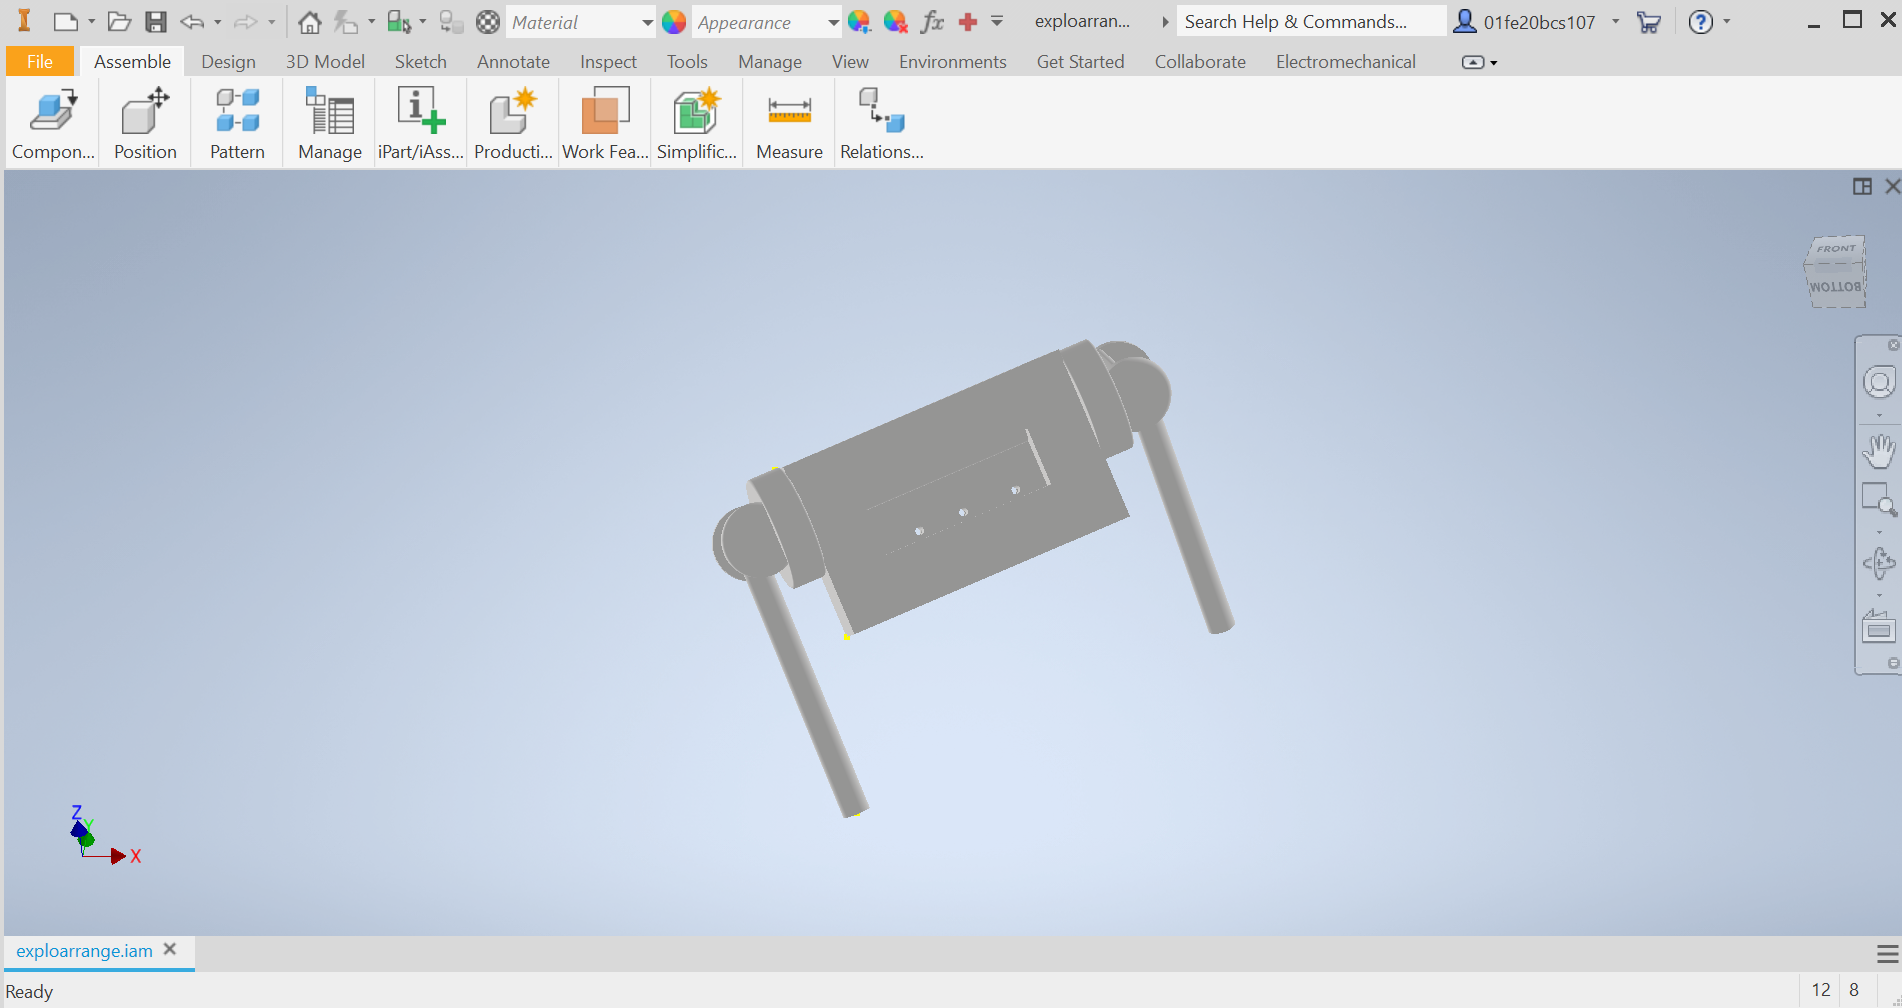 Material
Appearance
fx
exploarran...
Search Help & Commands...
01fe20bcs107
File
Assemble
Design
3D Model
Sketch
Annotate
Inspect
Tools
Manage
View
Environments
Get Started
Collaborate
Electromechanical
Compon...
Position
Pattern
Manage
iPart/iAss...
Producti...
Work Fea...
Simplific...
Measure
Relations...
FRONT
BOTTOM
Z
Y
X
exploarrange.iam
Ready
12 8